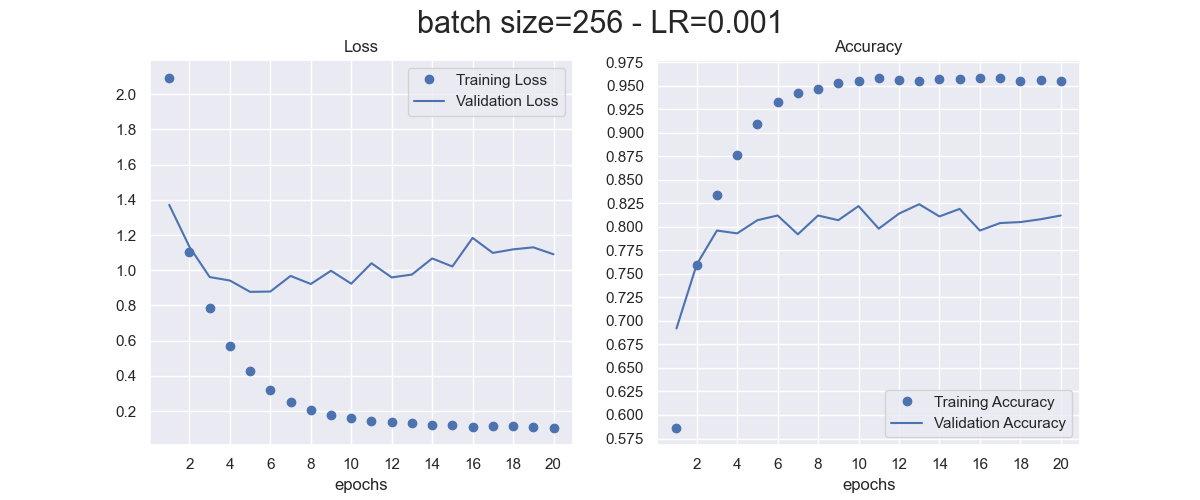 batch size=256 - LR=0.001
Loss
Training Loss
Validation Loss
2.0
1.8
1.6
1.4
1.2
1.0
0.8
0.6
0.4
0.2
2 4 6 8 10 12 14 16 18 20
epochs
Accuracy
0.975
0.950
0.925
0.900
0.875
0.850
0.825
0.800
0.775
0.750
0.725
0.700
0.675
0.650
0.625
0.600
0.575
Training Accuracy
Validation Accuracy
2 4 6 8 10 12 14 16 18 20
epochs